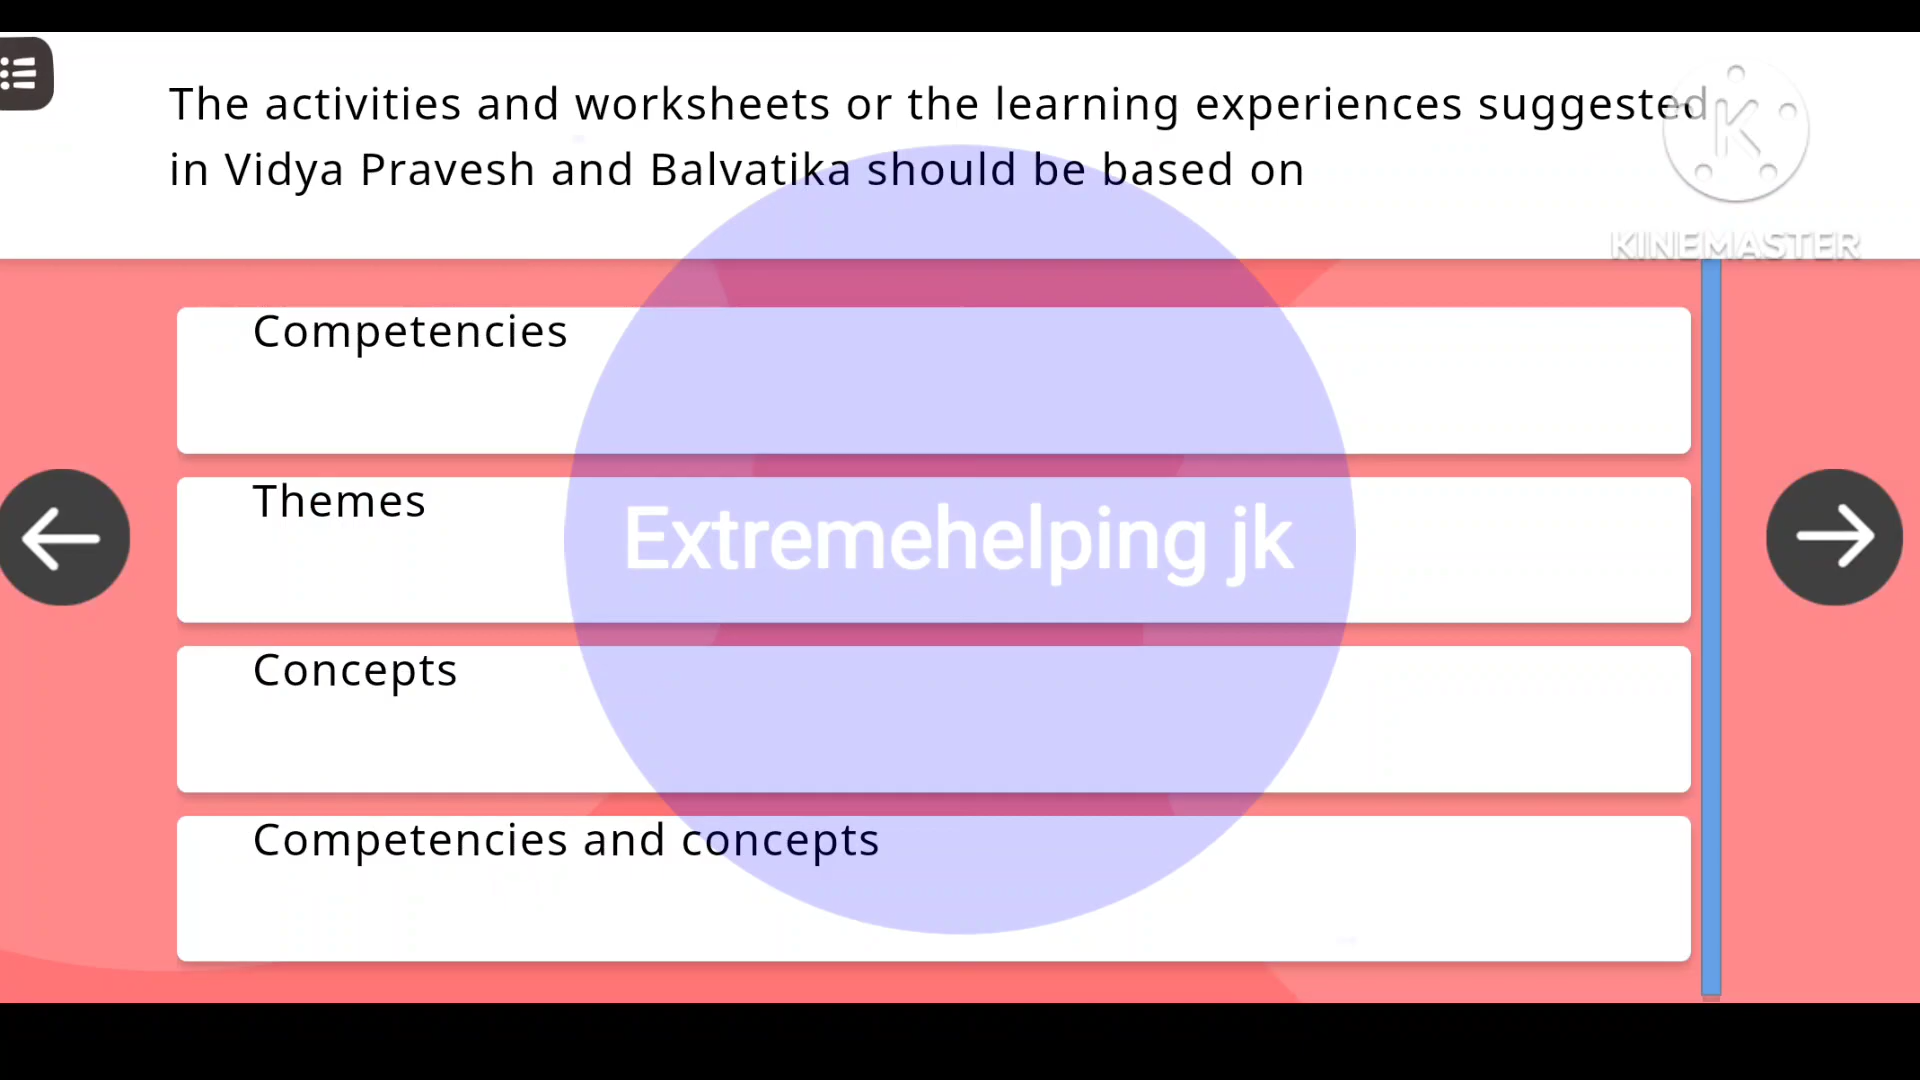 The activities and worksheets or the learning experiences suggested
in Vidya Pravesh and Balvatika should be based on
K
KINEMASTER
Competencies
Themes
Extremehelping jk
Concepts
Competencies and concepts